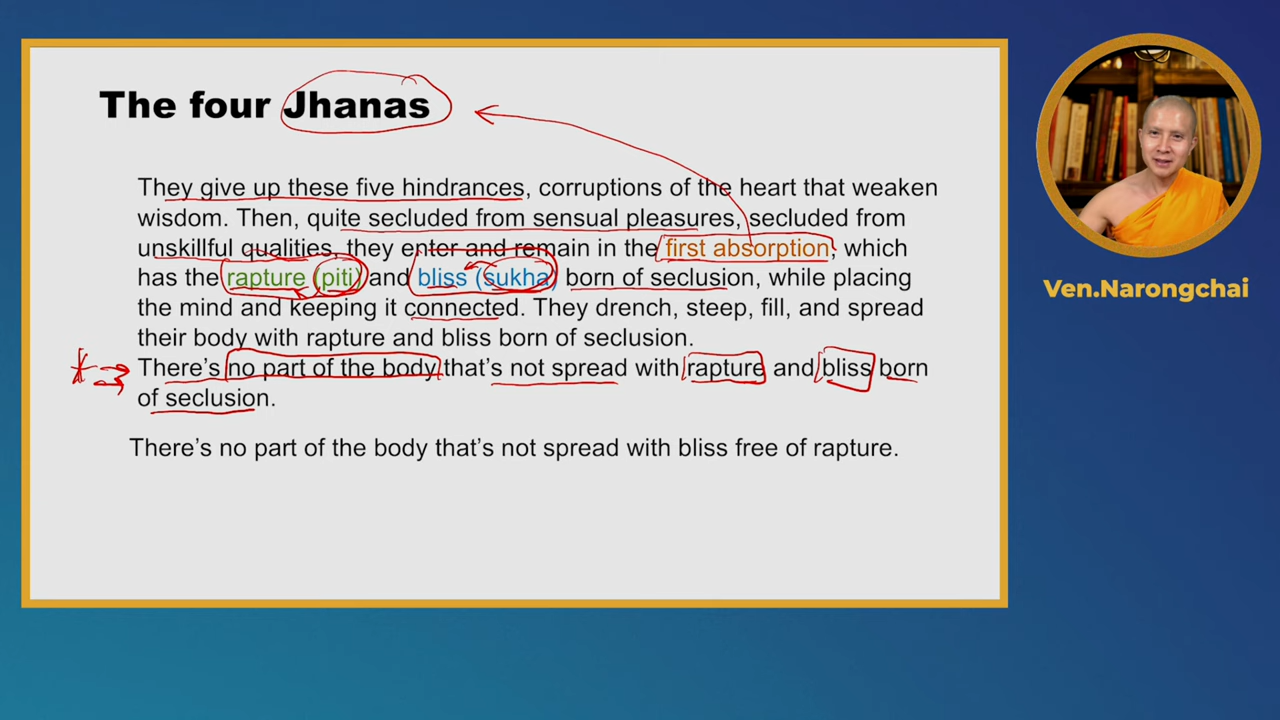 The four Jhanas
They give up these five hindrances, corruptions of the heart that weaken
wisdom. Then, quite secluded from sensual pleasures, secluded from
unskillful qualities, they enter and remain in the first absorption, which
has the rapture (piti) and bliss (sukha) born of seclusion, while placing
the mind and keeping it connected. They drench, steep, fill, and spread
their body with rapture and bliss born of seclusion.
There's no part of the body that's not spread with rapture and bliss born
of seclusion.
There's no part of the body that's not spread with bliss free of rapture.
Ven.Narongchai